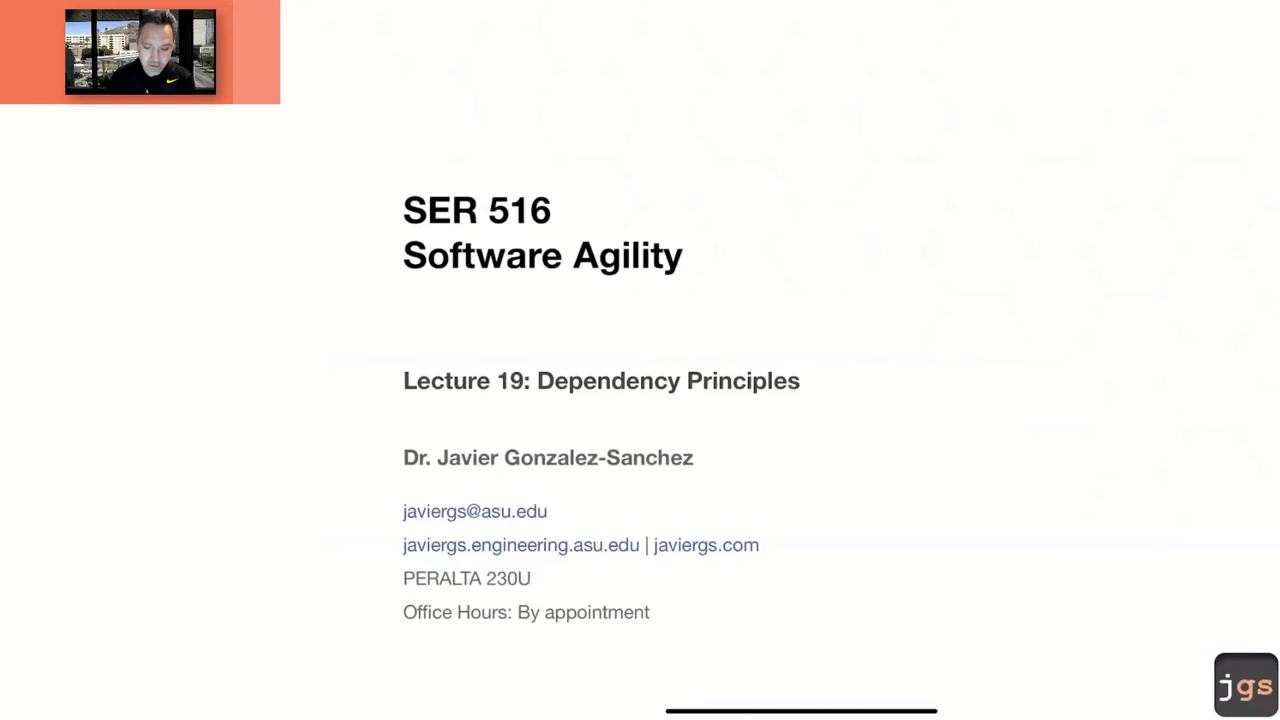 SER 516
Software Agility
Lecture 19: Dependency Principles
Dr. Javier Gonzalez-Sanchez
javiergs@asu.edu
javiergs.engineering.asu.edu | javiergs.com
PERALTA 230U
Office Hours: By appointment
jgs